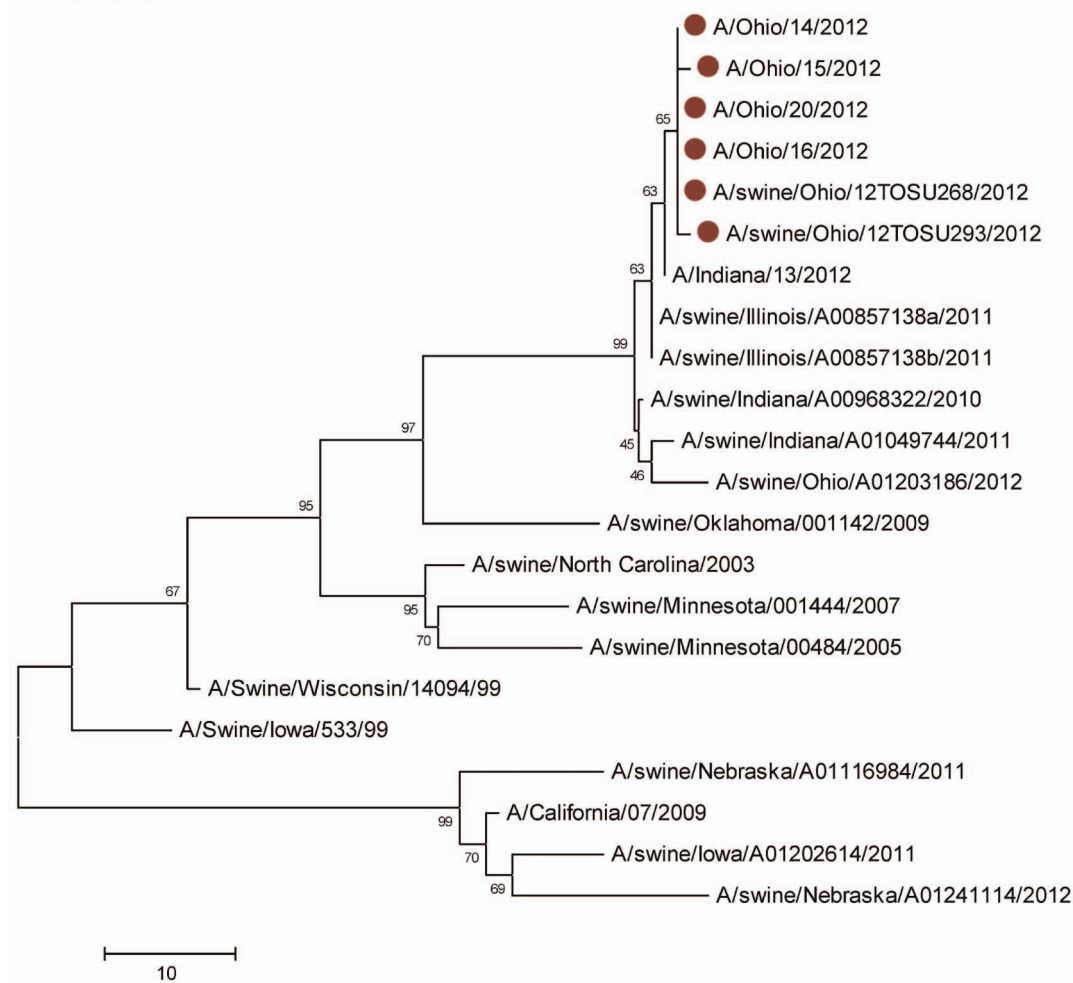 A/Ohio/14/2012
A/Ohio/15/2012
A/Ohio/20/2012
65
A/Ohio/16/2012
A/swine/Ohio/12TOSU268/2012
63
A/swine/Ohio/12TOSU293/2012
63
A/Indiana/13/2012
A/swine/Illinois/A00857138a/2011
99
A/swine/Illinois/A00857138b/2011
A/swine/Indiana/A00968322/2010
97
45
A/swine/Indiana/A01049744/2011
46
A/swine/Ohio/A01203186/2012
95
A/swine/Oklahoma/001142/2009
A/swine/North Carolina/2003
67
95
A/swine/Minnesota/001444/2007
70
A/swine/Minnesota/00484/2005
A/Swine/Wisconsin/14094/99
A/Swine/Iowa/533/99
A/swine/Nebraska/A01116984/2011
99
A/California/07/2009
70
A/swine/Iowa/A01202614/2011
69
A/swine/Nebraska/A01241114/2012
10